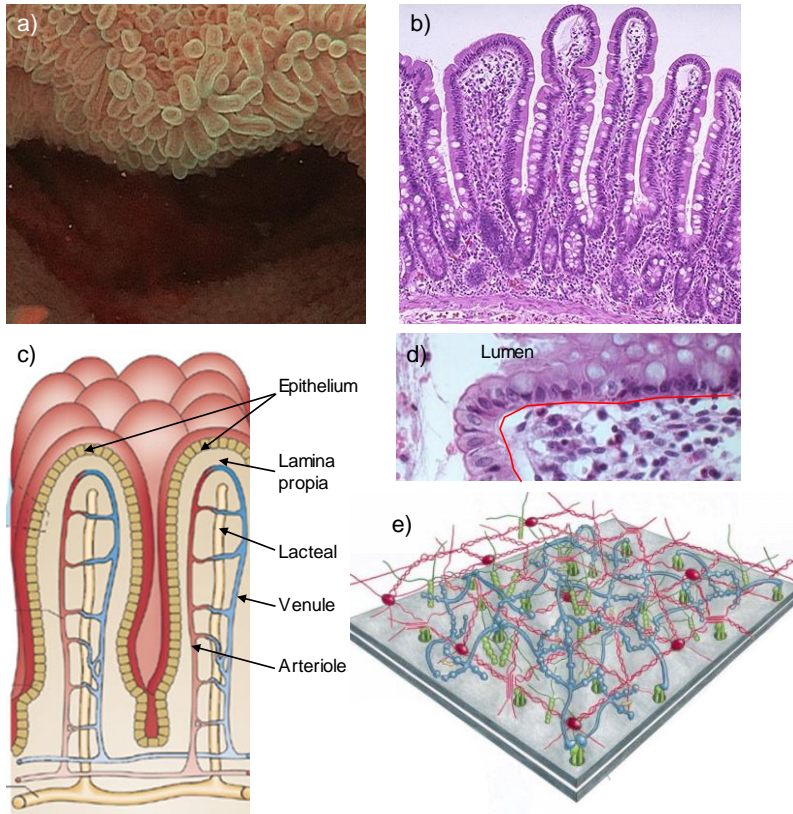 a)
b)
c)
Epithelium
Lamina
propia
Lacteal
Venule
Arteriole
d)
Lumen
e)